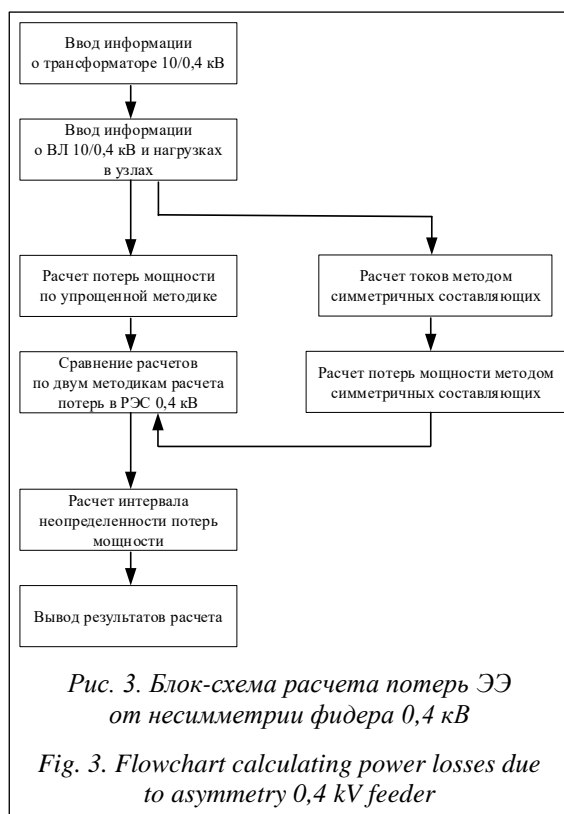 Ввод информации
о трансформаторе 10/0,4 кВ
Ввод информации
о ВЛ 10/0,4 кВ и нагрузках
в узлах
Расчет потерь мощности
по упрощенной методике
Расчет токов методом
симметричных составляющих
Сравнение расчетов
по двум методикам расчета
потерь в РЭС 0,4 кВ
Расчет потерь мощности методом
симметричных составляющих
Расчет интервала
неопределенности потерь
мощности
Вывод результатов расчета
Рис. 3. Блок-схема расчета потерь ЭЭ
от несимметрии фидера 0,4 кВ
Fig. 3. Flowchart calculating power losses due
to asymmetry 0,4 kV feeder